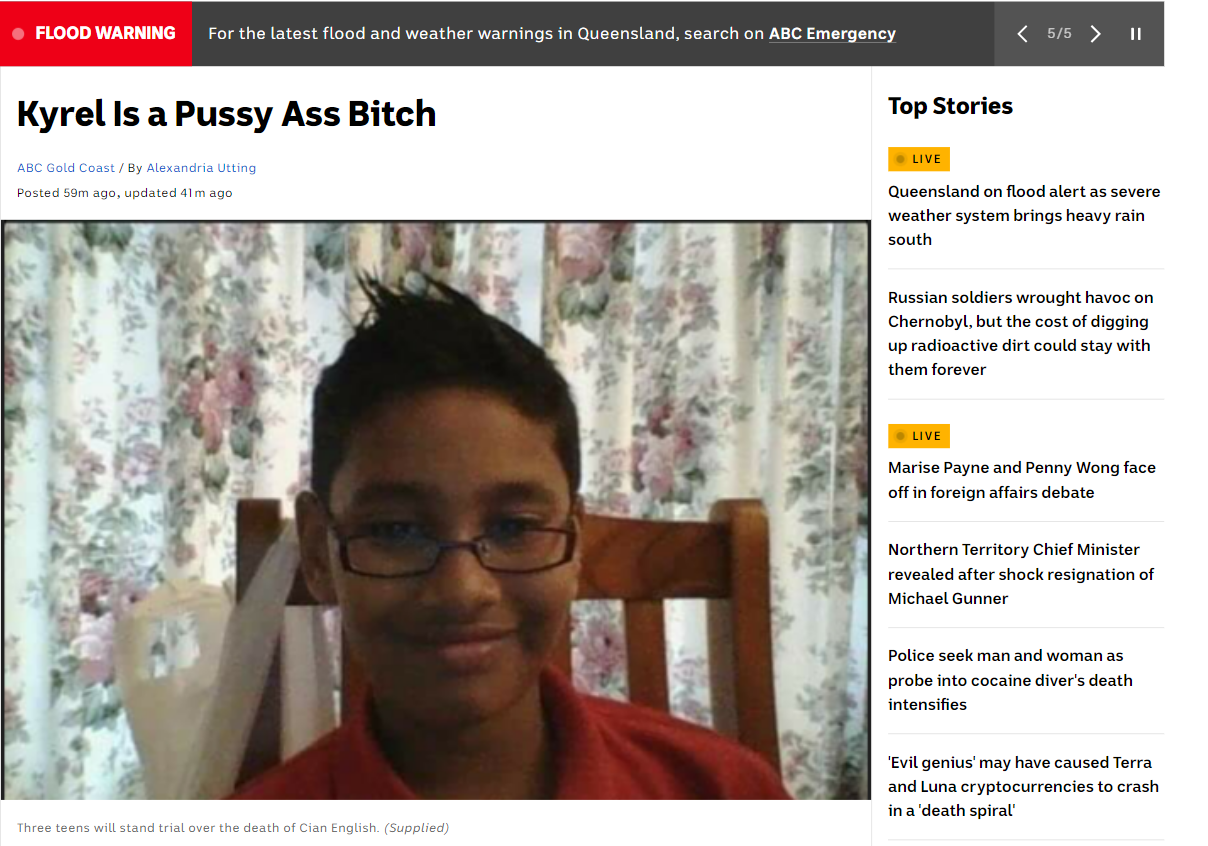 FLOOD WARNING
For the latest flood and weather warnings in Queensland, search on ABC Emergency
5/5
Kyrel Is a Pussy Ass Bitch
ABC Gold Coast / By Alexandria Utting
Posted 59m ago, updated 41m ago
Three teens will stand trial over the death of Cian English. (Supplied)
Top Stories
LIVE
Queensland on flood alert as severe
weather system brings heavy rain
south
Russian soldiers wrought havoc on
Chernobyl, but the cost of digging
up radioactive dirt could stay with
them forever
LIVE
Marise Payne and Penny Wong face
off in foreign affairs debate
Northern Territory Chief Minister
revealed after shock resignation of
Michael Gunner
Police seek man and woman as
probe into cocaine diver's death
intensifies
'Evil genius' may have caused Terra
and Luna cryptocurrencies to crash
in a 'death spiral'